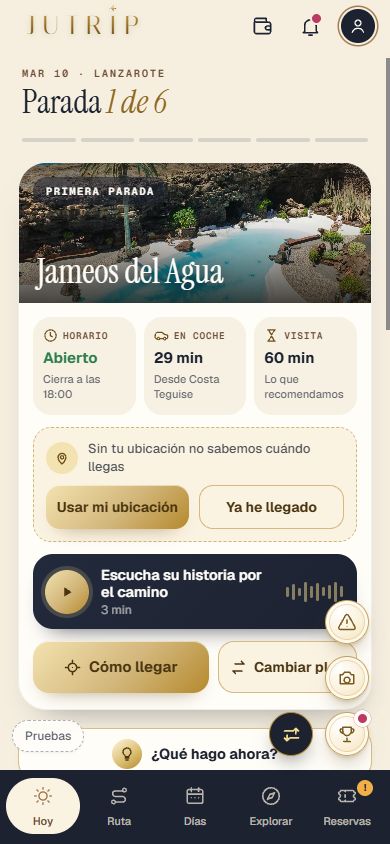 JUTRIP
MAR 10 · LANZAROTE
Parada 1 de 6
PRIMERA PARADA
Jameos del Agua
HORARIO
Abierto
Cierra a las
18:00
EN COCHE
29 min
Desde Costa
Teguise
VISITA
60 min
Lo que
recomendamos
Sin tu ubicación no sabemos cuándo
llegas
Usar mi ubicación
Ya he llegado
Escucha su historia por
el camino
3 min
Cómo llegar
Cambiar pl
Pruebas
¿Qué hago ahora?
Hoy
Ruta
Días
Explorar
!
Reservas